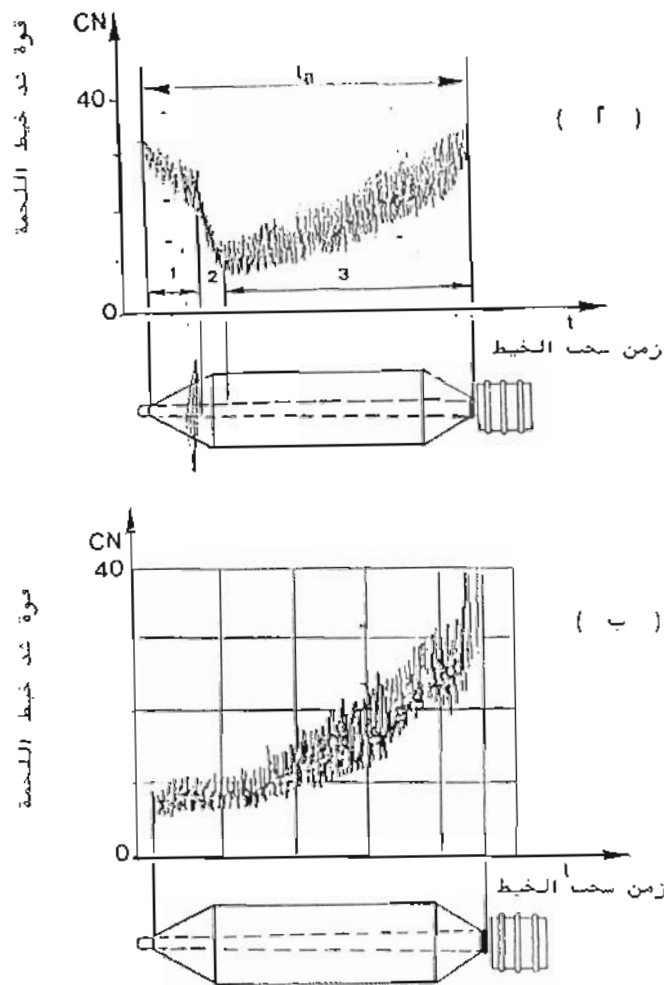 CN
قوة شد خيط اللحمة
40
( أ )
1
2
3
0
t
زمن سحب الخيط
CN
قوة شد خيط اللحمة
40
( ب )
0
زمن سحب الخيط